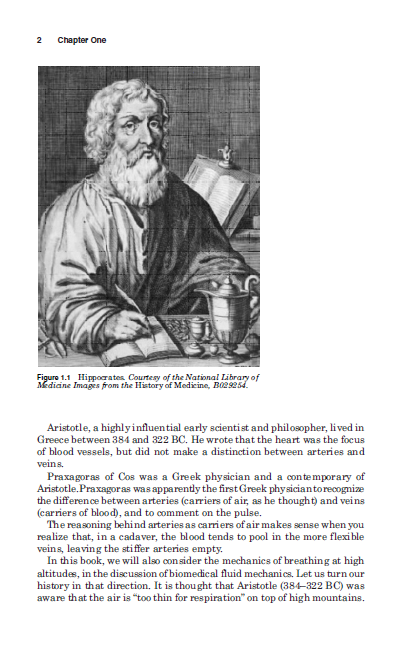 2 Chapter One
Figure 1.1 Hippocrates. Courtesy of the National Library of
Medicine Images from the History of Medicine, B029254.
Aristotle, a highly influential early scientist and philosopher, lived in
Greece between 384 and 322 BC. He wrote that the heart was the focus
of blood vessels, but did not make a distinction between arteries and
veins.
Praxagoras of Cos was a Greek physician and a contemporary of
Aristotle. Praxagoras was apparently the first Greek physician to recognize
the difference between arteries (carriers of air, as he thought) and veins
(carriers of blood), and to comment on the pulse.
The reasoning behind arteries as carriers of air makes sense when you
realize that, in a cadaver, the blood tends to pool in the more flexible
veins, leaving the stiffer arteries empty.
In this book, we will also consider the mechanics of breathing at high
altitudes, in the discussion of biomedical fluid mechanics. Let us turn our
history in that direction. It is thought that Aristotle (384–322 BC) was
aware that the air is “too thin for respiration” on top of high mountains.